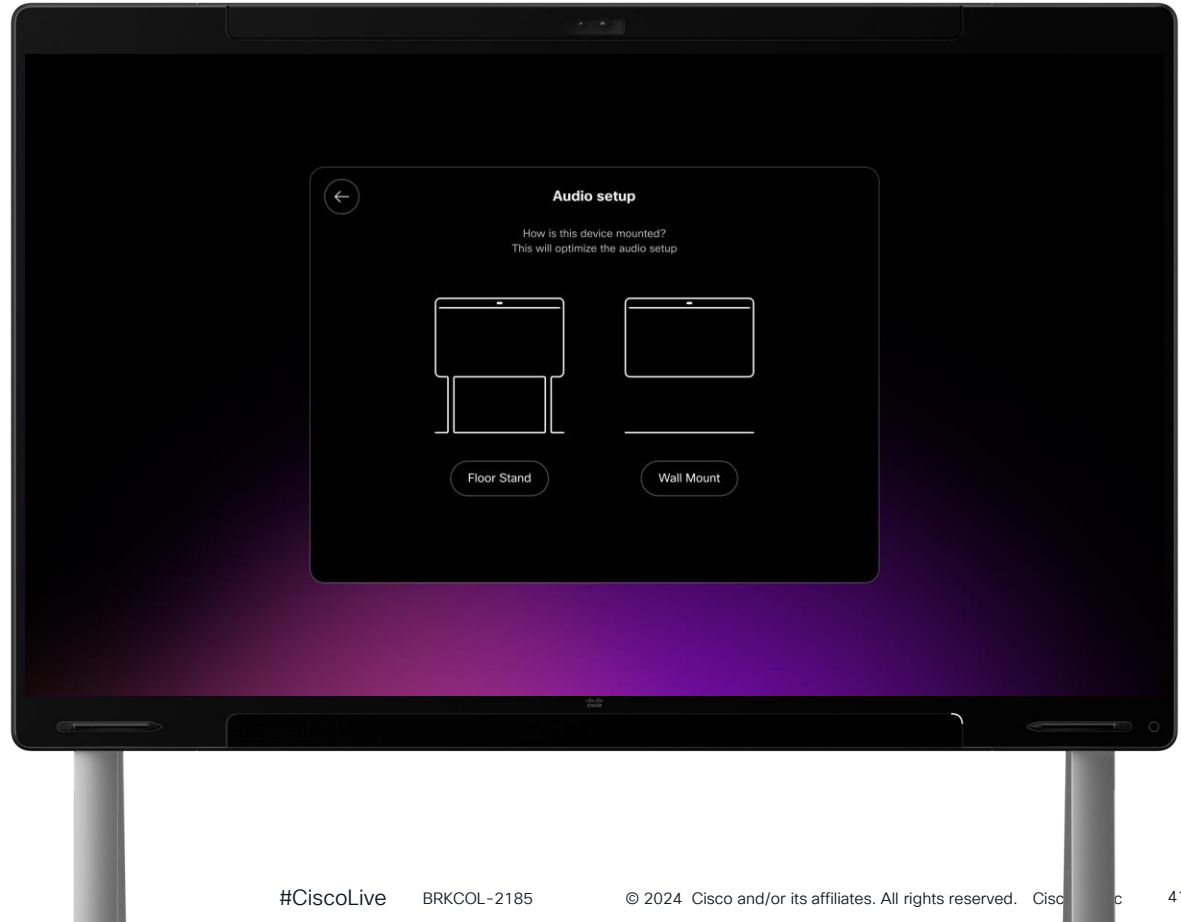 Audio setup
How is this device mounted?
This will optimize the audio setup
Floor Stand
Wall Mount
CISCO
#CiscoLive BRKCOL-2185 © 2024 Cisco and/or its affiliates. All rights reserved.